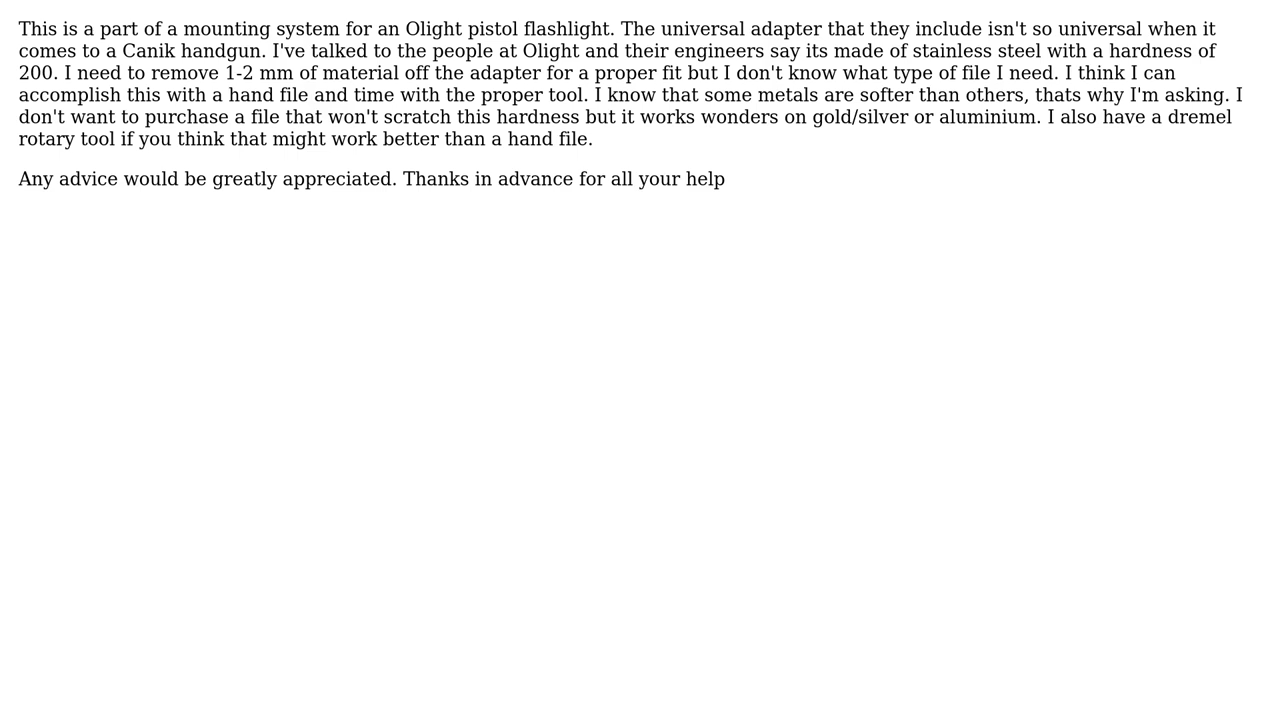 This is a part of a mounting system for an Olight pistol flashlight. The universal adapter that they include isn't so universal when it
comes to a Canik handgun. I've talked to the people at Olight and their engineers say its made of stainless steel with a hardness of
200. I need to remove 1-2 mm of material off the adapter for a proper fit but I don't know what type of file I need. I think I can
accomplish this with a hand file and time with the proper tool. I know that some metals are softer than others, thats why I'm asking. I
don't want to purchase a file that won't scratch this hardness but it works wonders on gold/silver or aluminium. I also have a dremel
rotary tool if you think that might work better than a hand file.
Any advice would be greatly appreciated. Thanks in advance for all your help